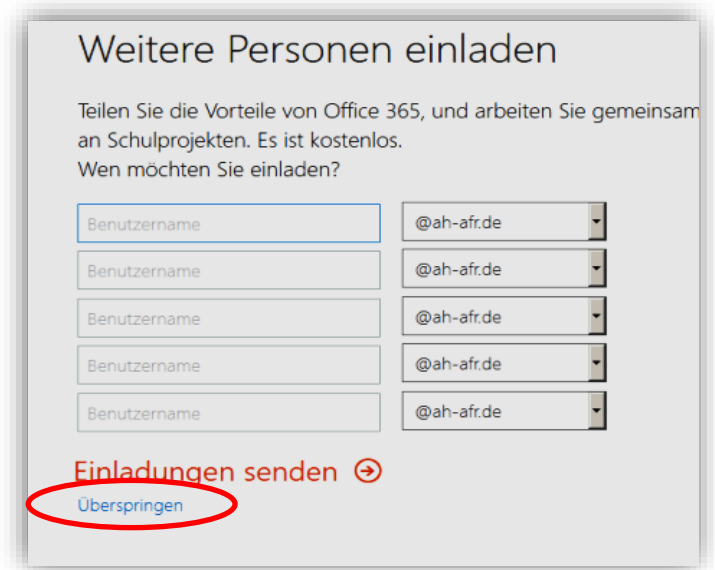 Weitere Personen einladen
Teilen Sie die Vorteile von Office 365, und arbeiten Sie gemeinsam
an Schulprojekten. Es ist kostenlos.
Wen möchten Sie einladen?
Benutzername @ah-afr.de
Benutzername @ah-afr.de
Benutzername @ah-afr.de
Benutzername @ah-afr.de
Benutzername @ah-afr.de
Einladungen senden
Überspringen